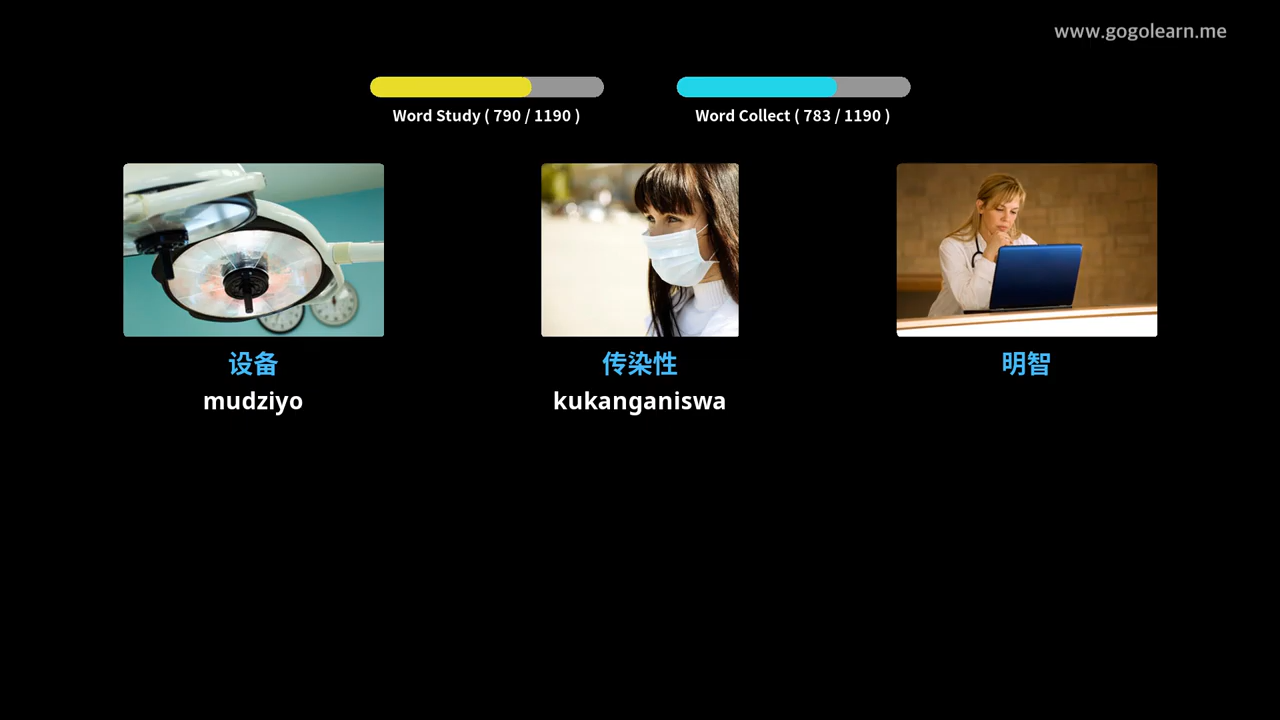 www.gogolearn.me
Word Study ( 790 / 1190 )
Word Collect ( 783 / 1190 )
设备
mudziyo
传染性
kukanganiswa
明智